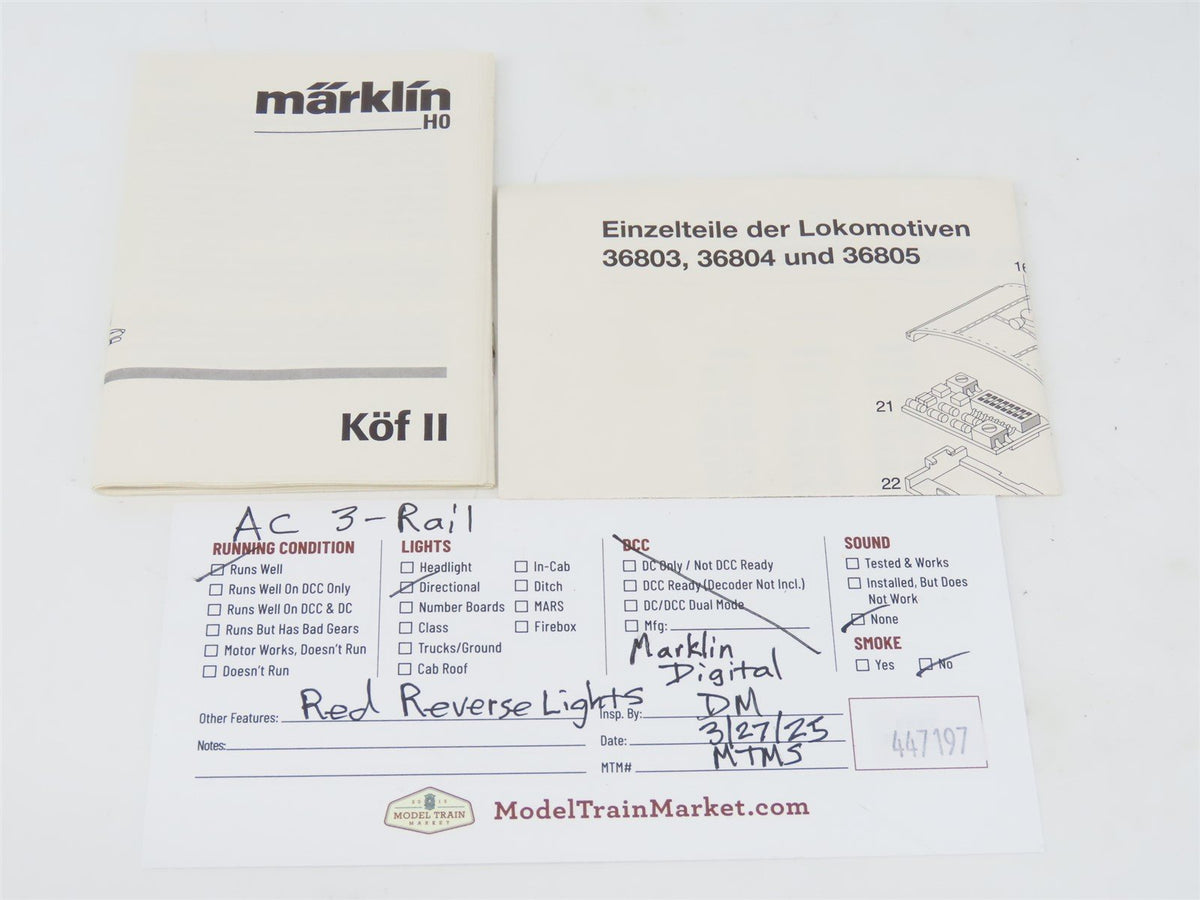 märklin
H0
Köf II
Einzelteile der Lokomotiven
36803, 36804 und 36805
16
21
22
AC 3-Rail
RUNNING CONDITION
Runs Well
Runs Well On DCC Only
Runs Well On DCC & DC
Runs But Has Bad Gears
Motor Works, Doesn't Run
Doesn't Run
LIGHTS
Headlight
Directional
Number Boards
Class
Trucks/Ground
Cab Roof
In-Cab
Ditch
MARS
Firebox
DCC
DC Only / Not DCC Ready
DCC Ready (Decoder Not Incl.)
DC/DCC Dual Mode
Mfg:
Marklin
Digital
SOUND
Tested & Works
Installed, But Does
Not Work
None
SMOKE
Yes No
Other Features: Red Reverse Lights
Notes:
Insp. By: DM
Date: 3/27/25
MTM# MTMS
447197
2015
MODEL TRAIN
MARKET
ModelTrainMarket.com